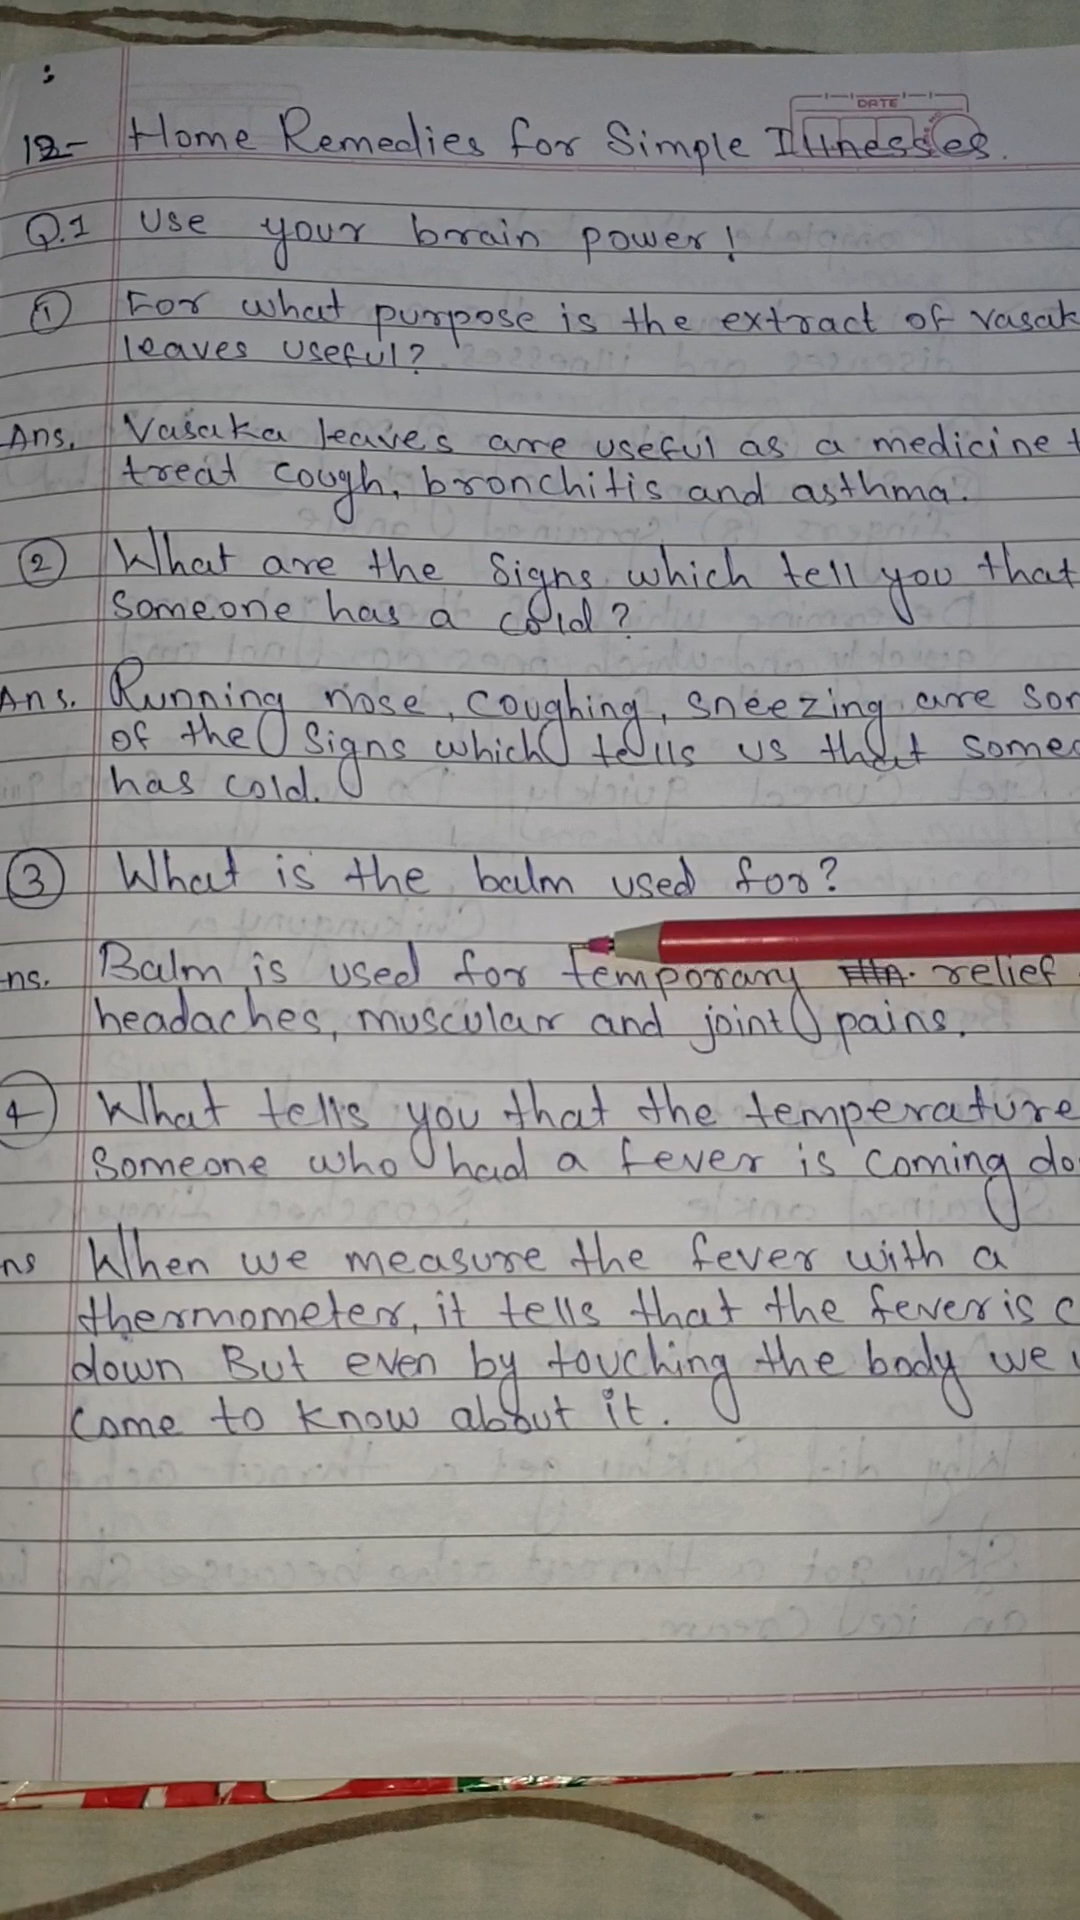 12- Home Remedies for Simple Illnesses.
DATE
Q.1 Use your brain power!
① For what purpose is the extract of vasak
leaves useful?
Ans. Vasaka leaves are useful as a medicine t
treat cough, bronchitis and asthma.
② What are the signs which tell you that
someone has a cold?
Ans. Running nose, coughing, sneezing are som
of the signs which tells us that some
has cold.
③ What is the balm used for?
ns. Balm is used for temporary relief
headaches, muscular and joint pains.
④ What tells you that the temperature
someone who had a fever is coming do
ns When we measure the fever with a
thermometer, it tells that the fever is c
down But even by touching the body we
come to know about it.